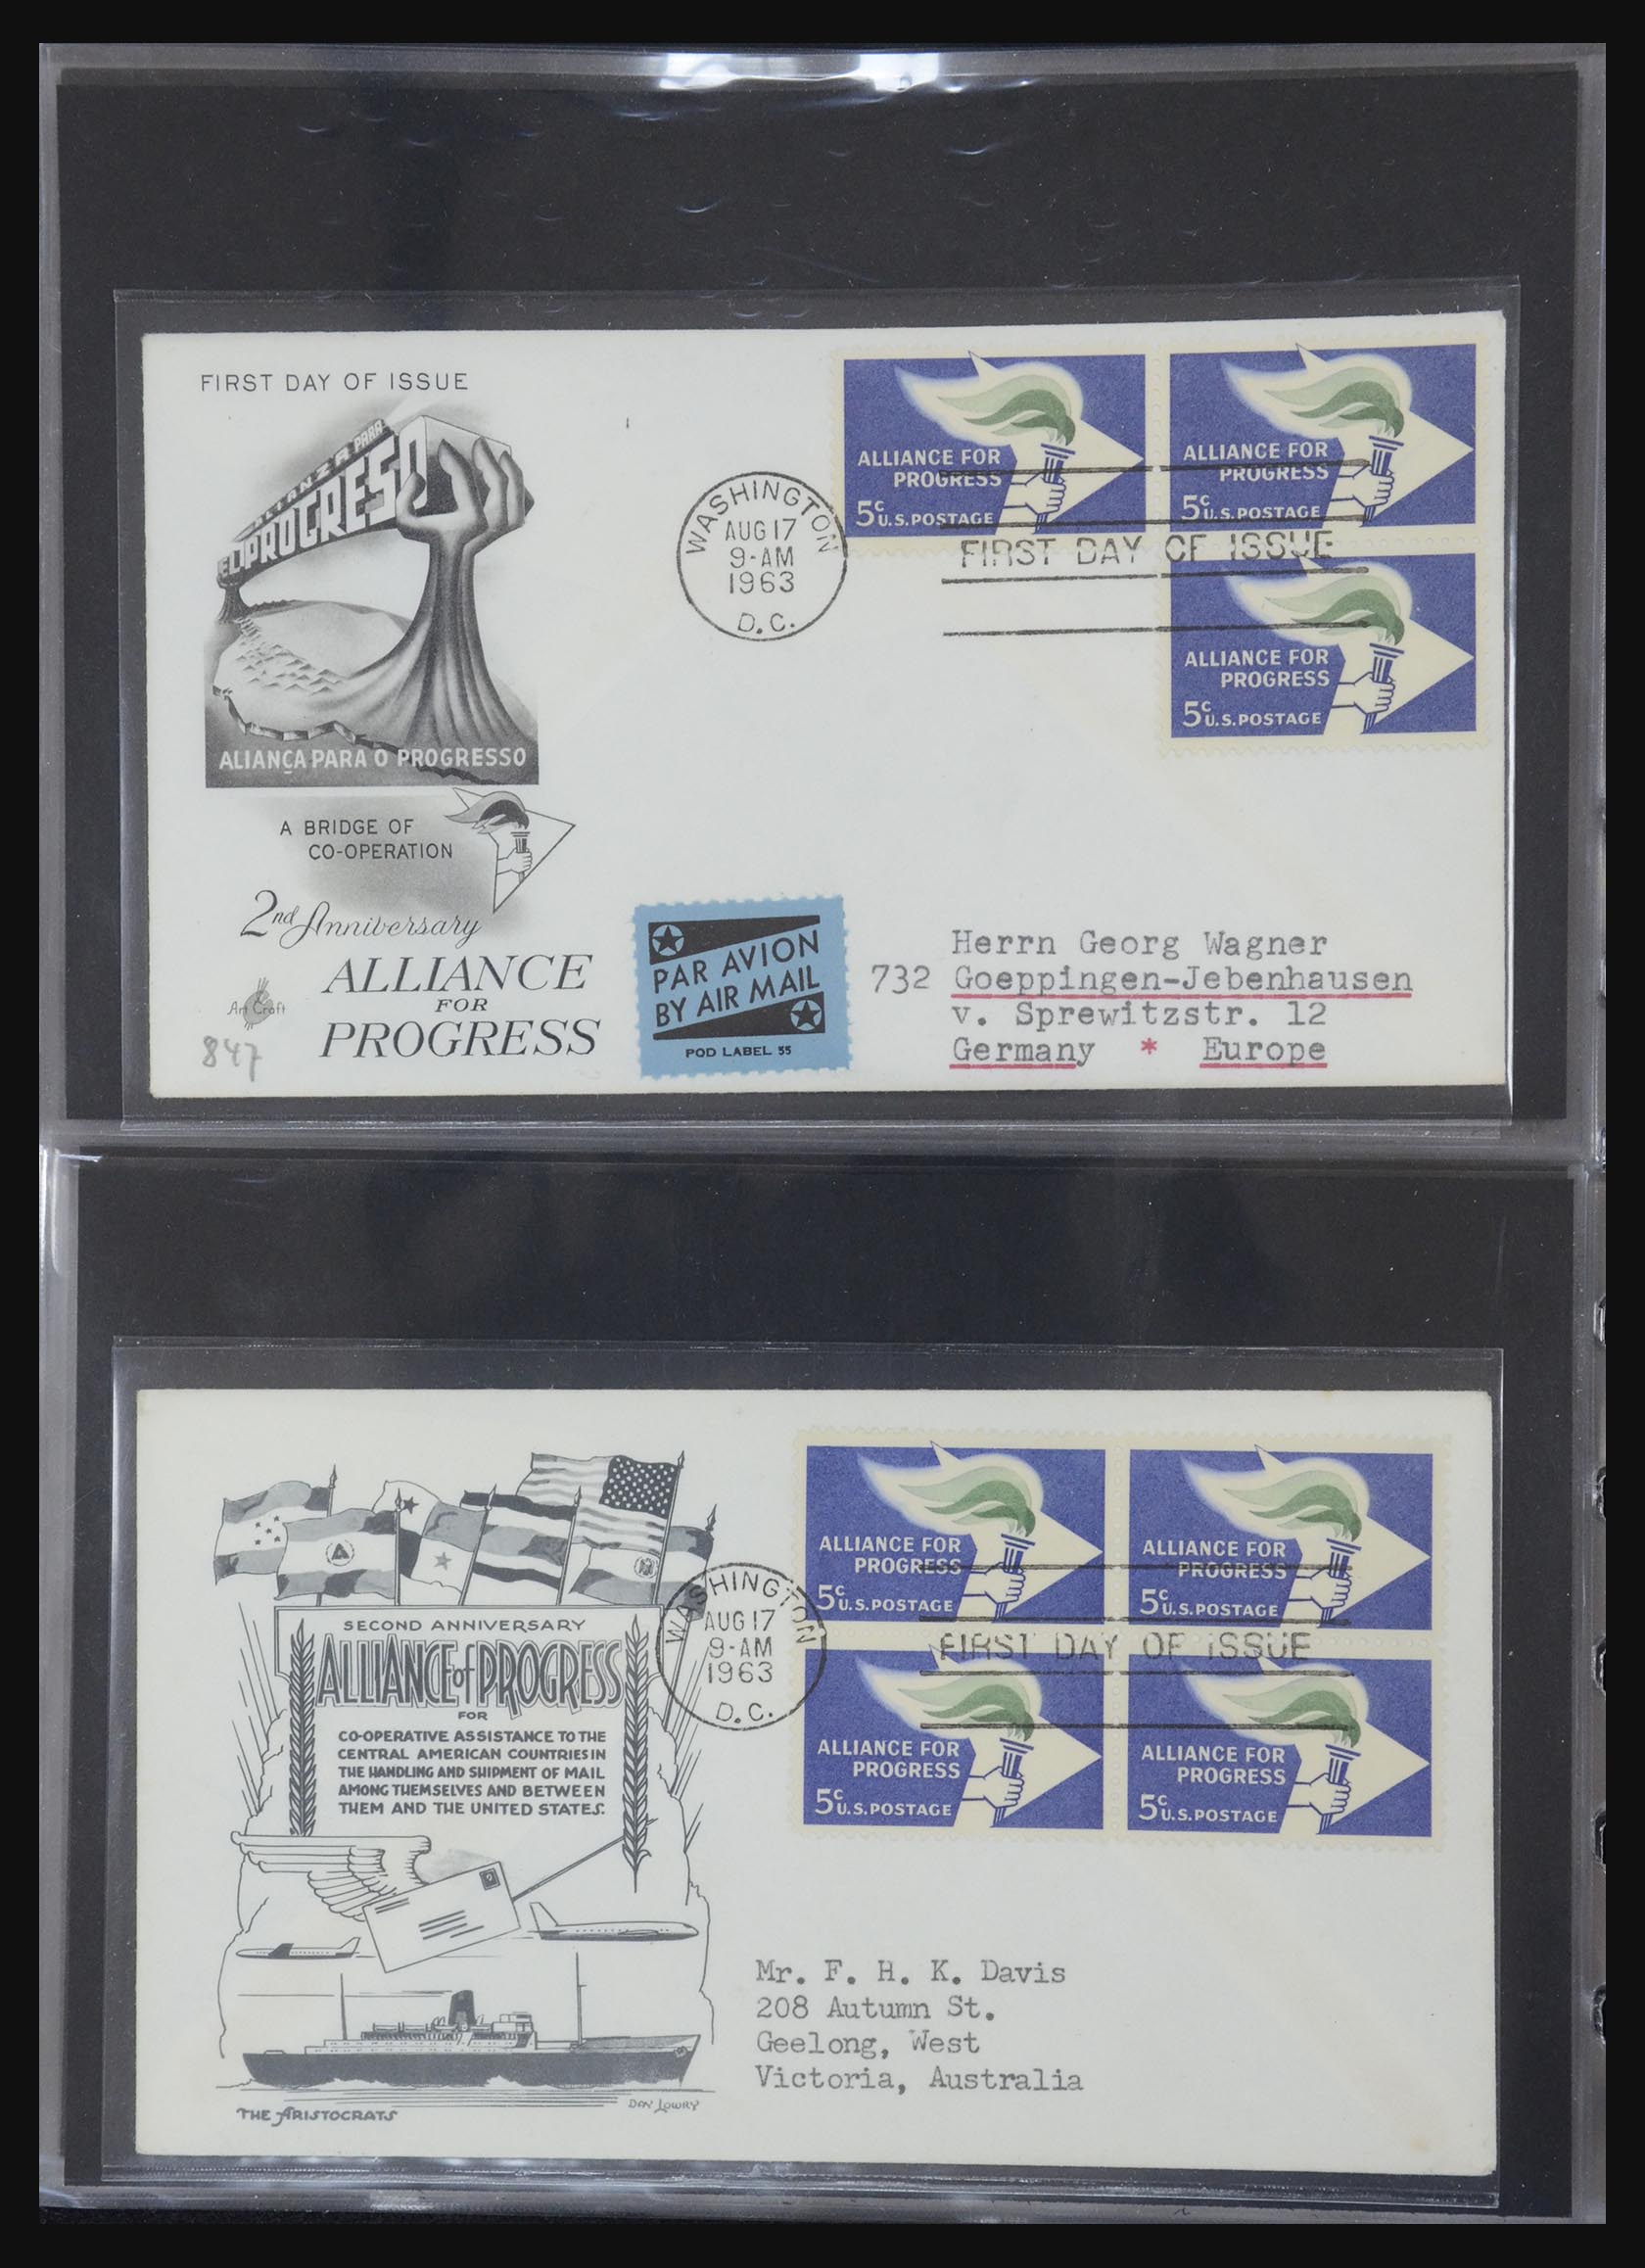 FIRST DAY OF ISSUE
ALIANZA PARA
EL PROGRESO
ALIANÇA PARA O PROGRESSO
A BRIDGE OF
CO-OPERATION
2nd Anniversary
ALLIANCE
FOR
PROGRESS
Art Craft
847
WASHINGTON
AUG 17
9-AM
1963
D.C.
ALLIANCE FOR
PROGRESS
5c U.S. POSTAGE
ALLIANCE FOR
PROGRESS
5c U.S. POSTAGE
FIRST DAY OF ISSUE
ALLIANCE FOR
PROGRESS
5c U.S. POSTAGE
PAR AVION
BY AIR MAIL
POD LABEL 55
Herrn Georg Wagner
732 Goeppingen-Jebenhausen
v. Sprewitzstr. 12
Germany * Europe
SECOND ANNIVERSARY
ALLIANCE of PROGRESS
FOR
CO-OPERATIVE ASSISTANCE TO THE
CENTRAL AMERICAN COUNTRIES IN
THE HANDLING AND SHIPMENT OF MAIL
AMONG THEMSELVES AND BETWEEN
THEM AND THE UNITED STATES.
THE ARISTOCRATS
DAY LOWRY
WASHINGTON
AUG 17
9-AM
1963
D.C.
ALLIANCE FOR
PROGRESS
5c U.S. POSTAGE
ALLIANCE FOR
PROGRESS
5c U.S. POSTAGE
FIRST DAY OF ISSUE
ALLIANCE FOR
PROGRESS
5c U.S. POSTAGE
ALLIANCE FOR
PROGRESS
5c U.S. POSTAGE
Mr. F. H. K. Davis
208 Autumn St.
Geelong, West
Victoria, Australia